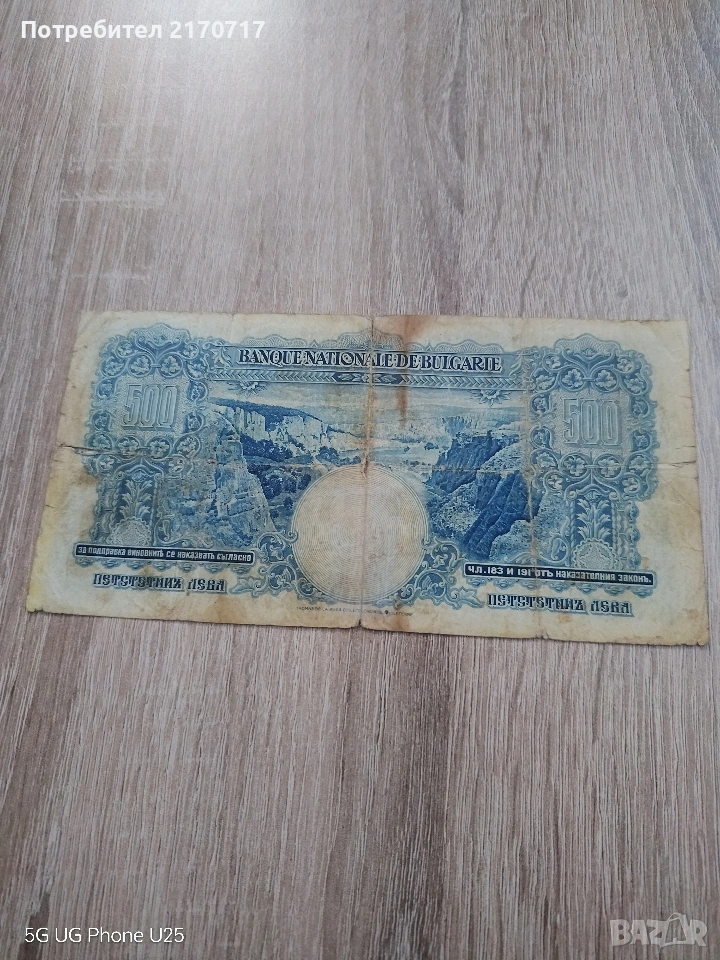 Потребител 2170717
BANQUE NATIONALE DE BULGARIE
500
500
за подправка виновнитѣ се наказватъ съгласно
чл. 183 и 191 отъ наказателния законъ.
ПЕТСТОТИНЪ ЛЕВА
ПЕТСТОТИНЪ ЛЕВА
5G UG Phone U25
BAZAR